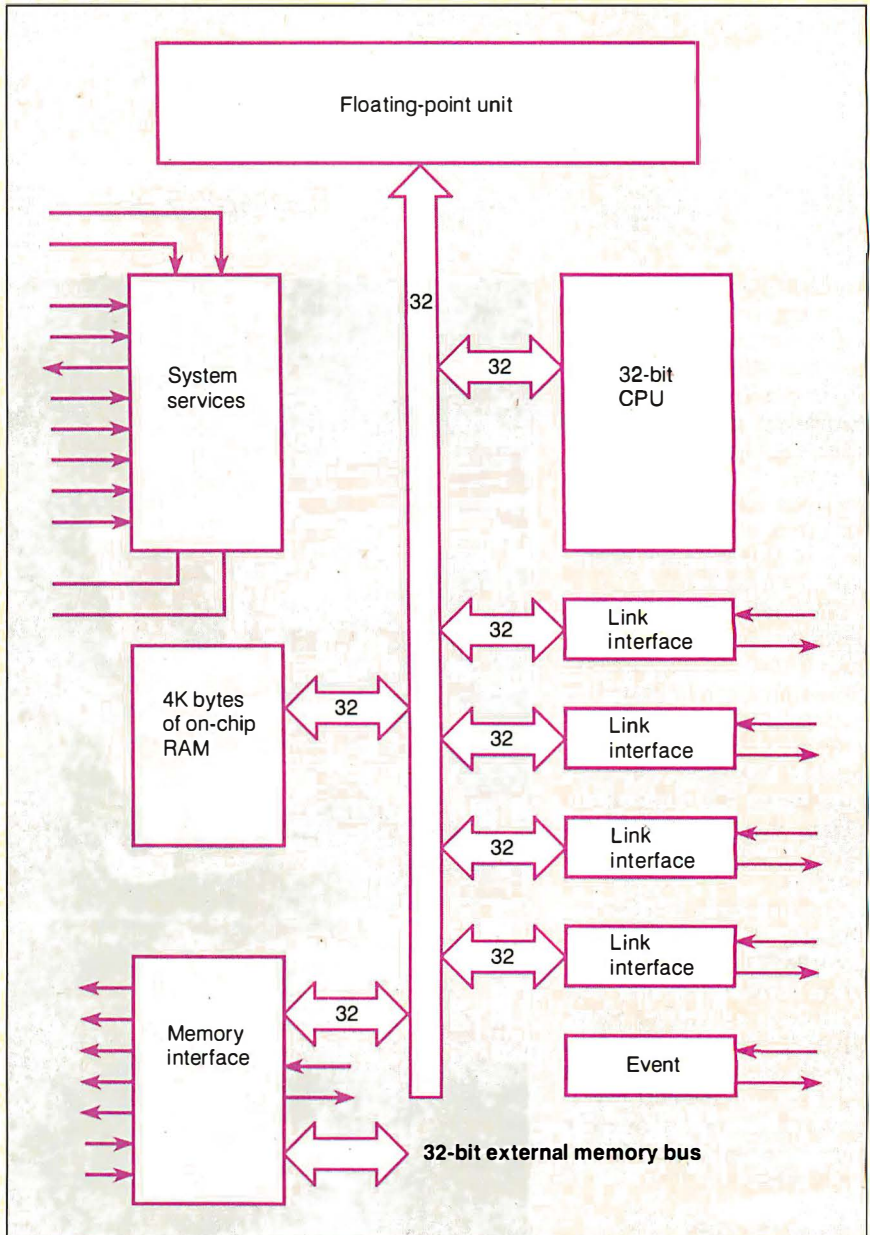 Floating-point unit
32
System
services
32
32-bit
CPU
32
Link
interface
4K bytes
of on-chip
RAM
32
32
Link
interface
32
Link
interface
32
Link
interface
Memory
interface
32
Event
32-bit external memory bus